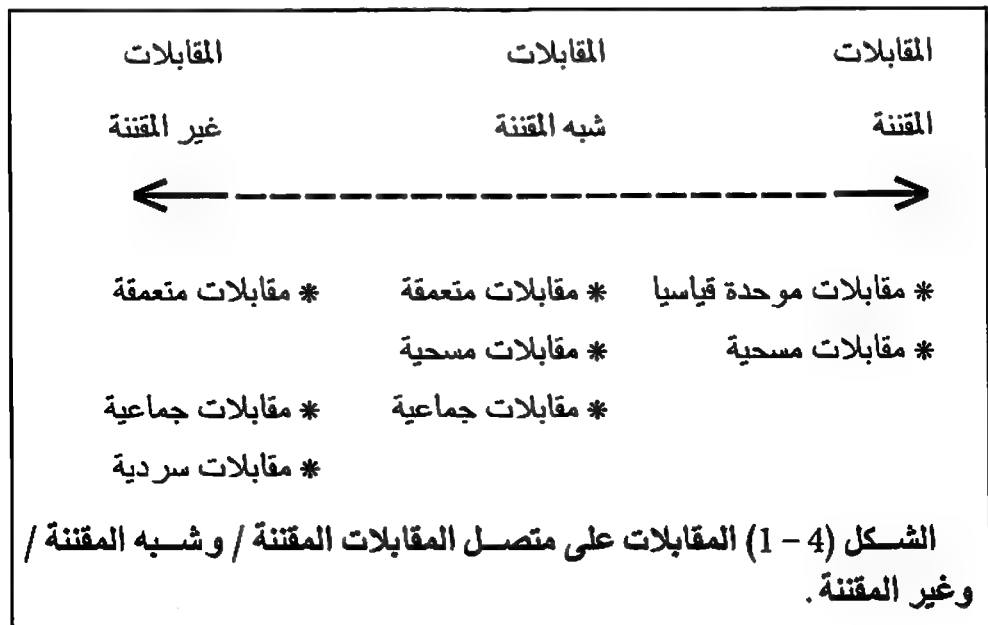 المقابلات المقابلات المقابلات
المقننة شبه المقننة غير المقننة
* مقابلات موحدة قياسيا * مقابلات متعمقة * مقابلات متعمقة
* مقابلات مسحية * مقابلات مسحية
* مقابلات جماعية * مقابلات جماعية
* مقابلات سردية
الشكل (4 – 1) المقابلات على متصل المقابلات المقننة / وشبه المقننة /
وغير المقننة .